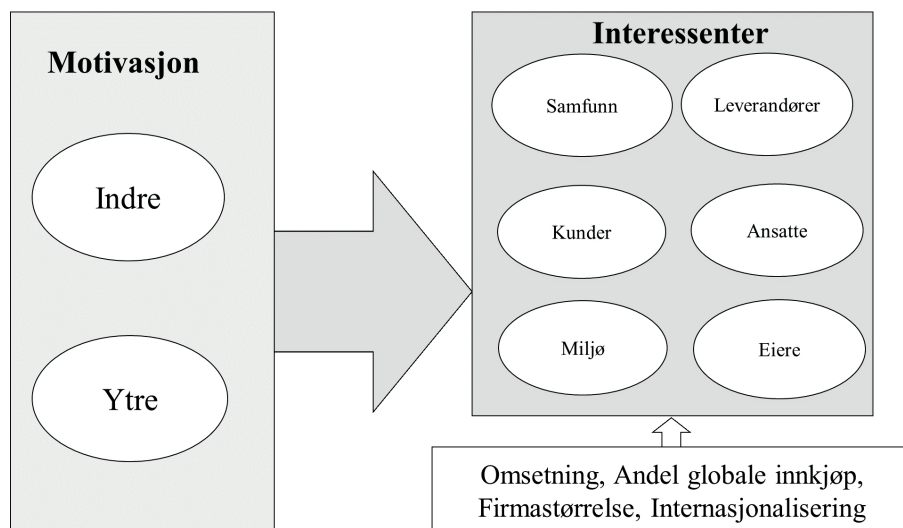 Motivasjon
Indre
Ytre
Interessenter
Samfunn
Leverandører
Kunder
Ansatte
Miljø
Eiere
Omsetning, Andel globale innkjøp,
Firmastørrelse, Internasjonalisering